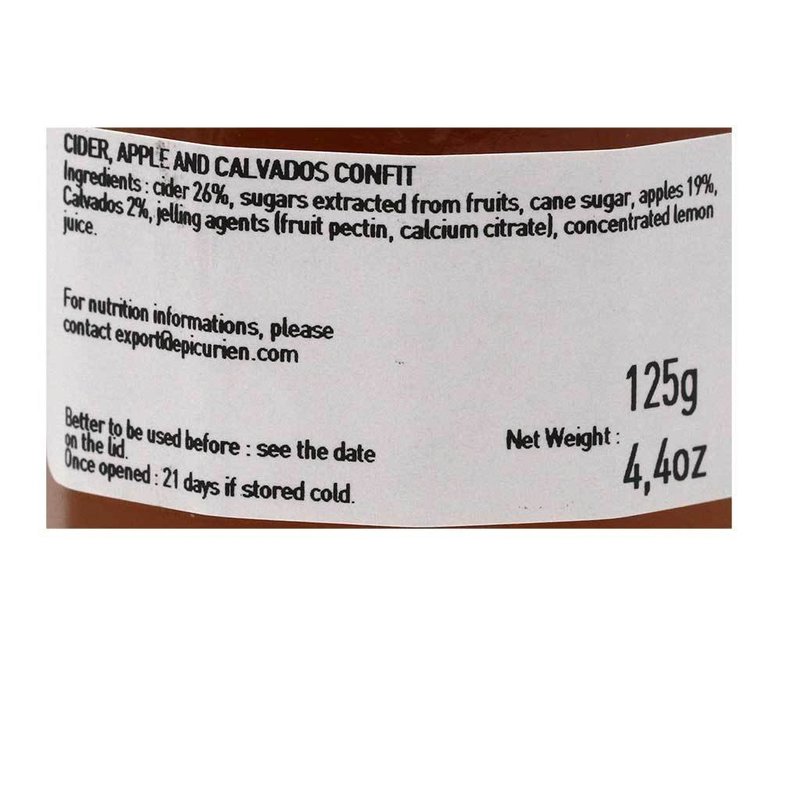 CIDER, APPLE AND CALVADOS CONFIT
Ingredients : cider 26%, sugars extracted from fruits, cane sugar, apples 19%,
Calvados 2%, jelling agents (fruit pectin, calcium citrate), concentrated lemon
juice.
For nutrition informations, please
contact export@epicurien.com
Better to be used before : see the date
on the lid.
Once opened : 21 days if stored cold.
Net Weight :
125g
4,4oz